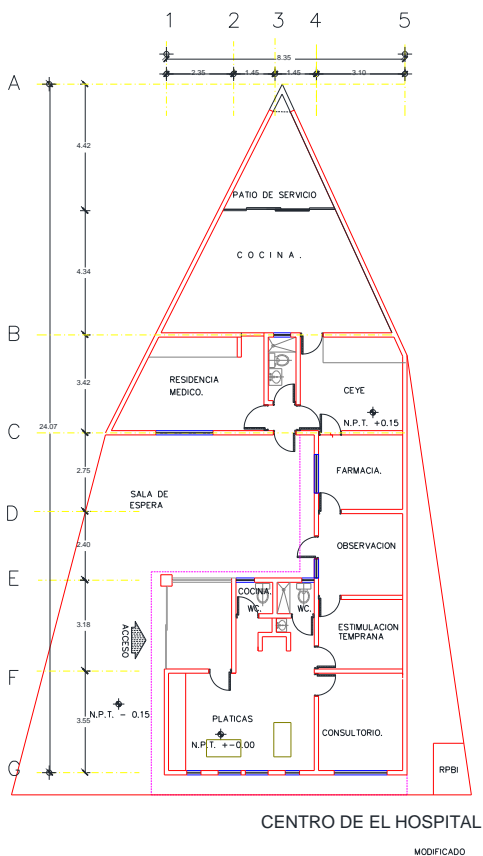 1 2 3 4 5
8.35
2.35 1.45 1.45 3.10
A
4.42
PATIO DE SERVICIO
4.34
COCINA.
B
3.42
RESIDENCIA
MEDICO.
CEYE
N.P.T. +0.15
24.07
C
2.75
FARMACIA.
SALA DE
ESPERA
D
2.40
OBSERVACION
E
COCINA.
WC. WC.
3.18
ACCESO
ESTIMULACION
TEMPRANA
F
N.P.T. - 0.15
3.55
PLATICAS
N.P.T. +-0.00
CONSULTORIO.
G
RPBI
CENTRO DE EL HOSPITAL
MODIFICADO